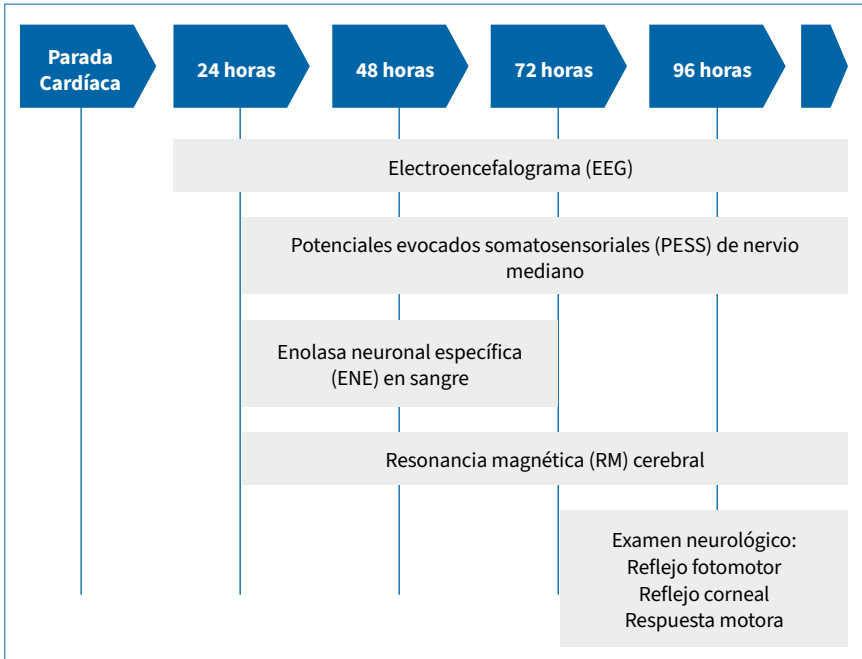 Parada
Cardíaca
24 horas
48 horas
72 horas
96 horas
Electroencefalograma (EEG)
Potenciales evocados somatosensoriales (PESS) de nervio
mediano
Enolasa neuronal específica
(ENE) en sangre
Resonancia magnética (RM) cerebral
Examen neurológico:
Reflejo fotomotor
Reflejo corneal
Respuesta motora